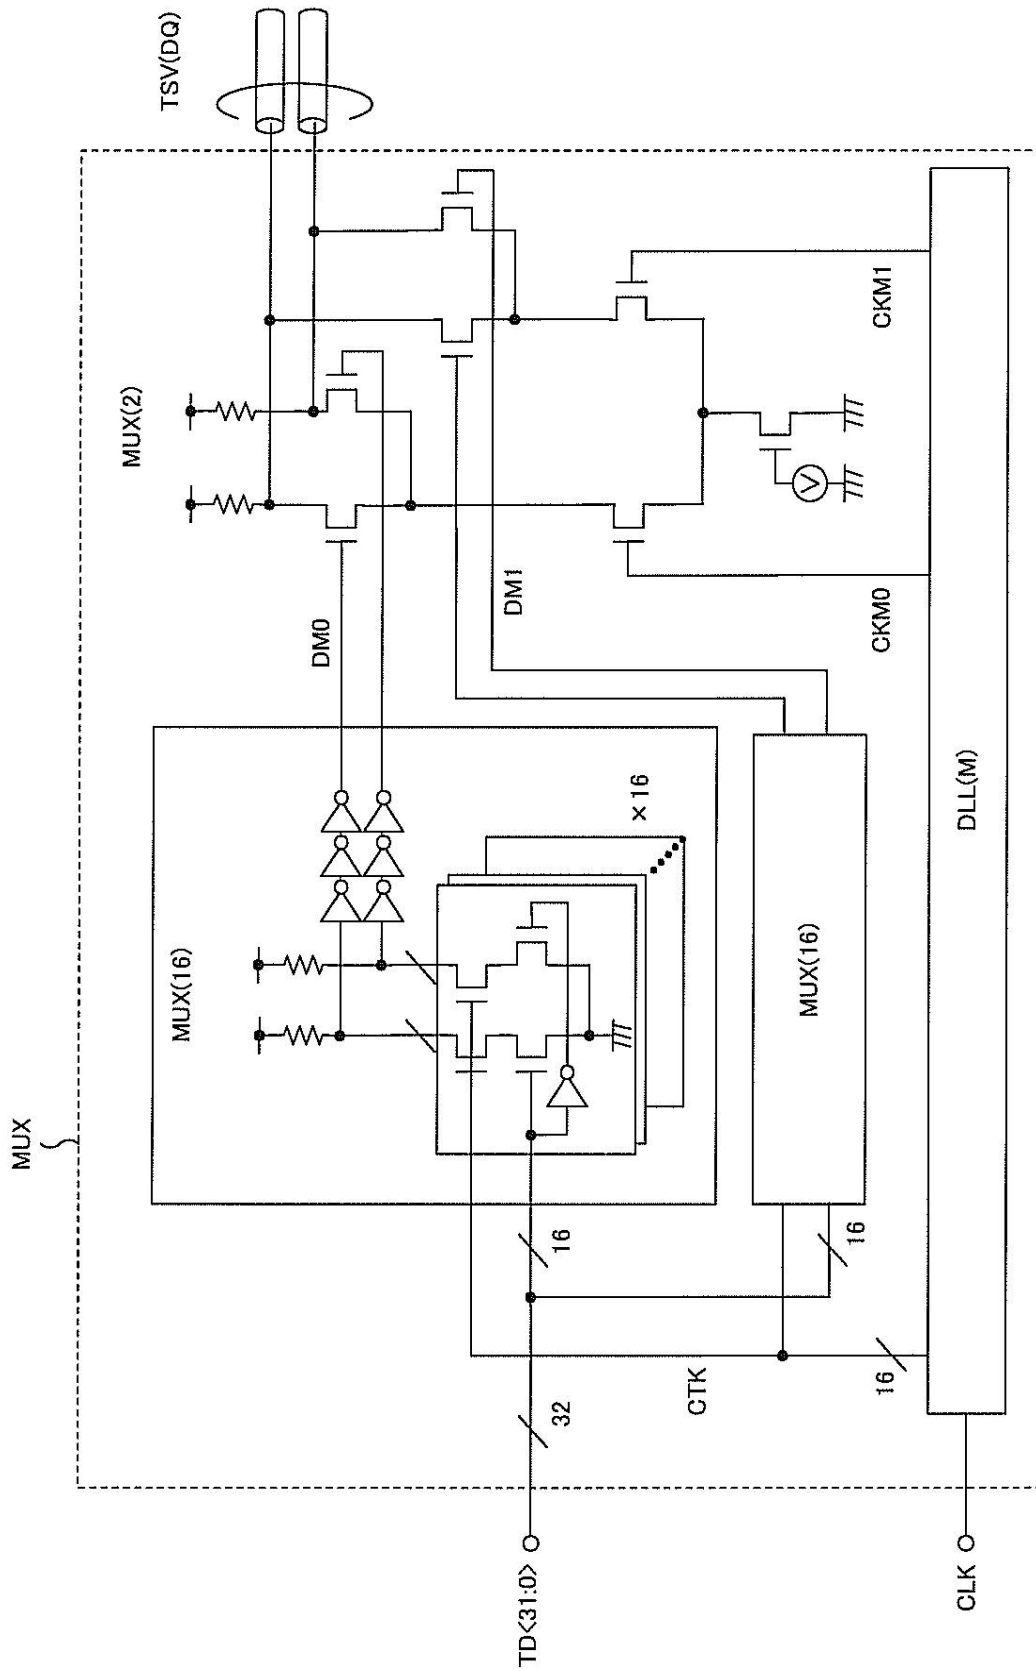 MUX
TSV(DQ)
MUX(2)
MUX(16)
DM0
×16
DM1
MUX(16)
16
32
CTK
16
16
CKM0
CKM1
V
DLL(M)
TD<31:0>
CLK